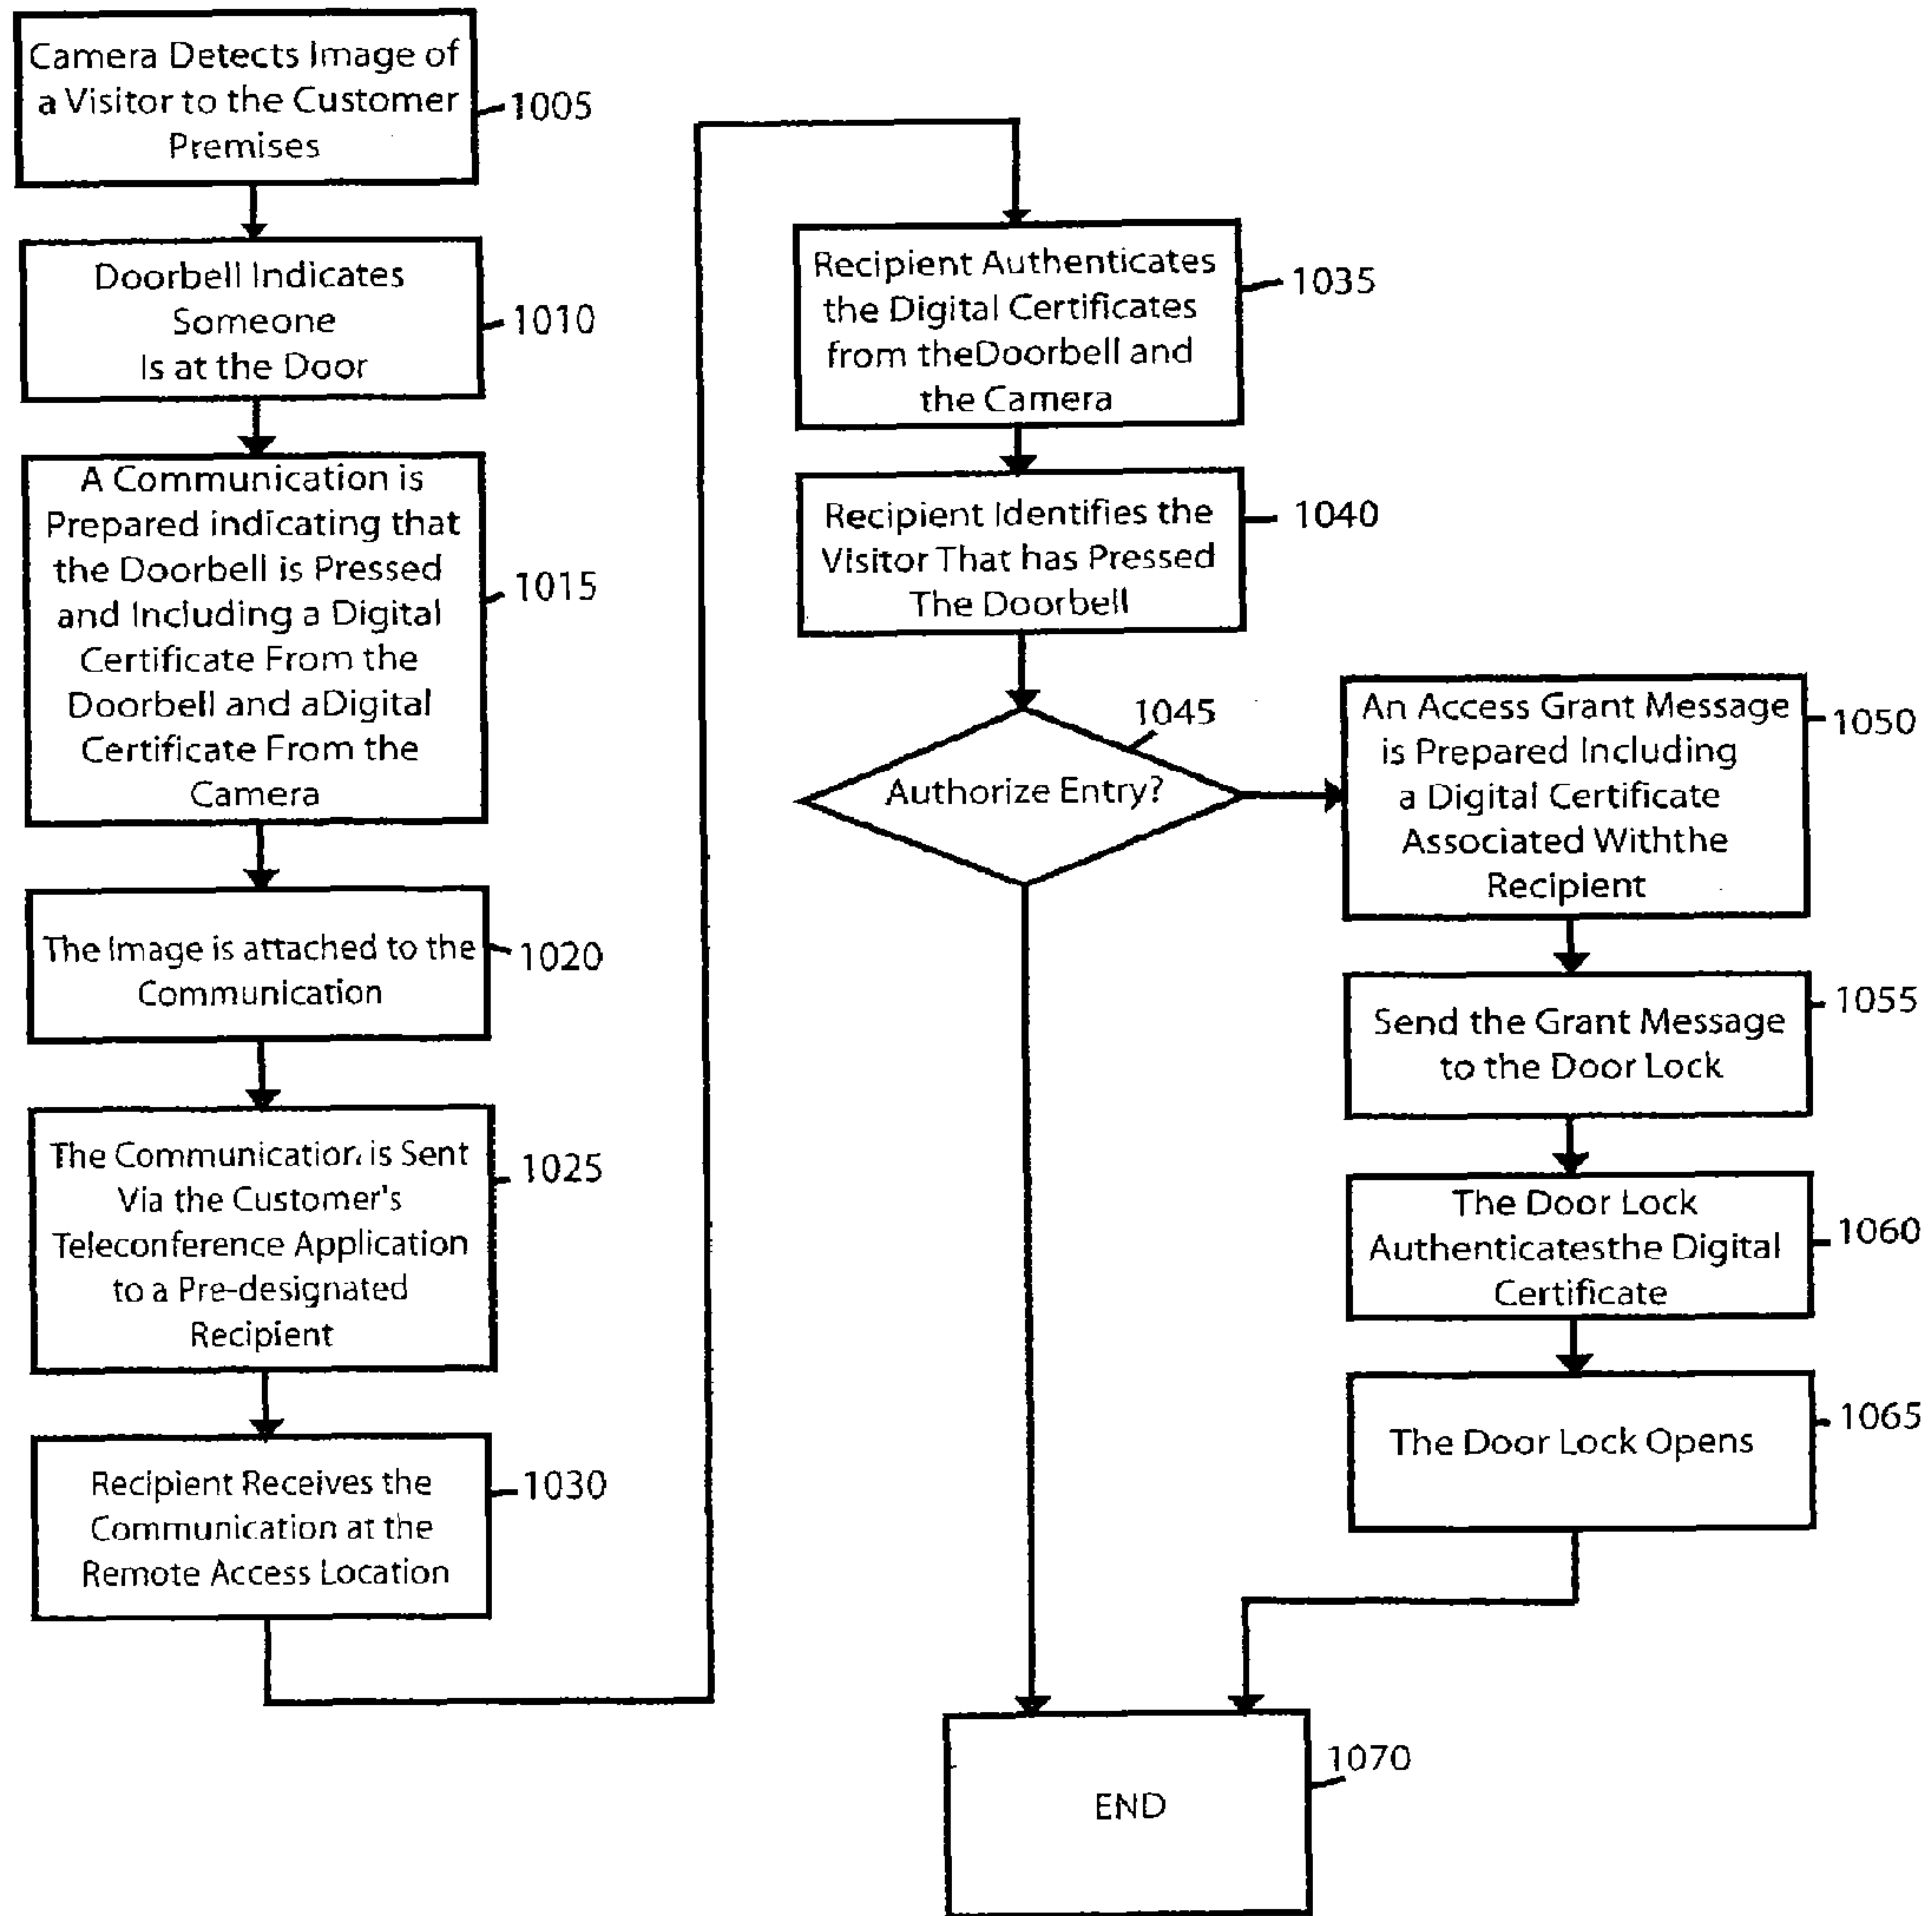 Camera Detects Image of
a Visitor to the Customer
Premises
1005
Doorbell Indicates
Someone
Is at the Door
1010
A Communication is
Prepared indicating that
the Doorbell is Pressed
and Including a Digital
Certificate From the
Doorbell and aDigital
Certificate From the
Camera
1015
The Image is attached to the
Communication
1020
The Communication is Sent
Via the Customer's
Teleconference Application
to a Pre-designated
Recipient
1025
Recipient Receives the
Communication at the
Remote Access Location
1030
Recipient Authenticates
the Digital Certificates
from theDoorbell and
the Camera
1035
Recipient Identifies the
Visitor That has Pressed
The Doorbell
1040
1045
Authorize Entry?
An Access Grant Message
is Prepared Including
a Digital Certificate
Associated Withthe
Recipient
1050
Send the Grant Message
to the Door Lock
1055
The Door Lock
Authenticatesthe Digital
Certificate
1060
The Door Lock Opens
1065
END
1070